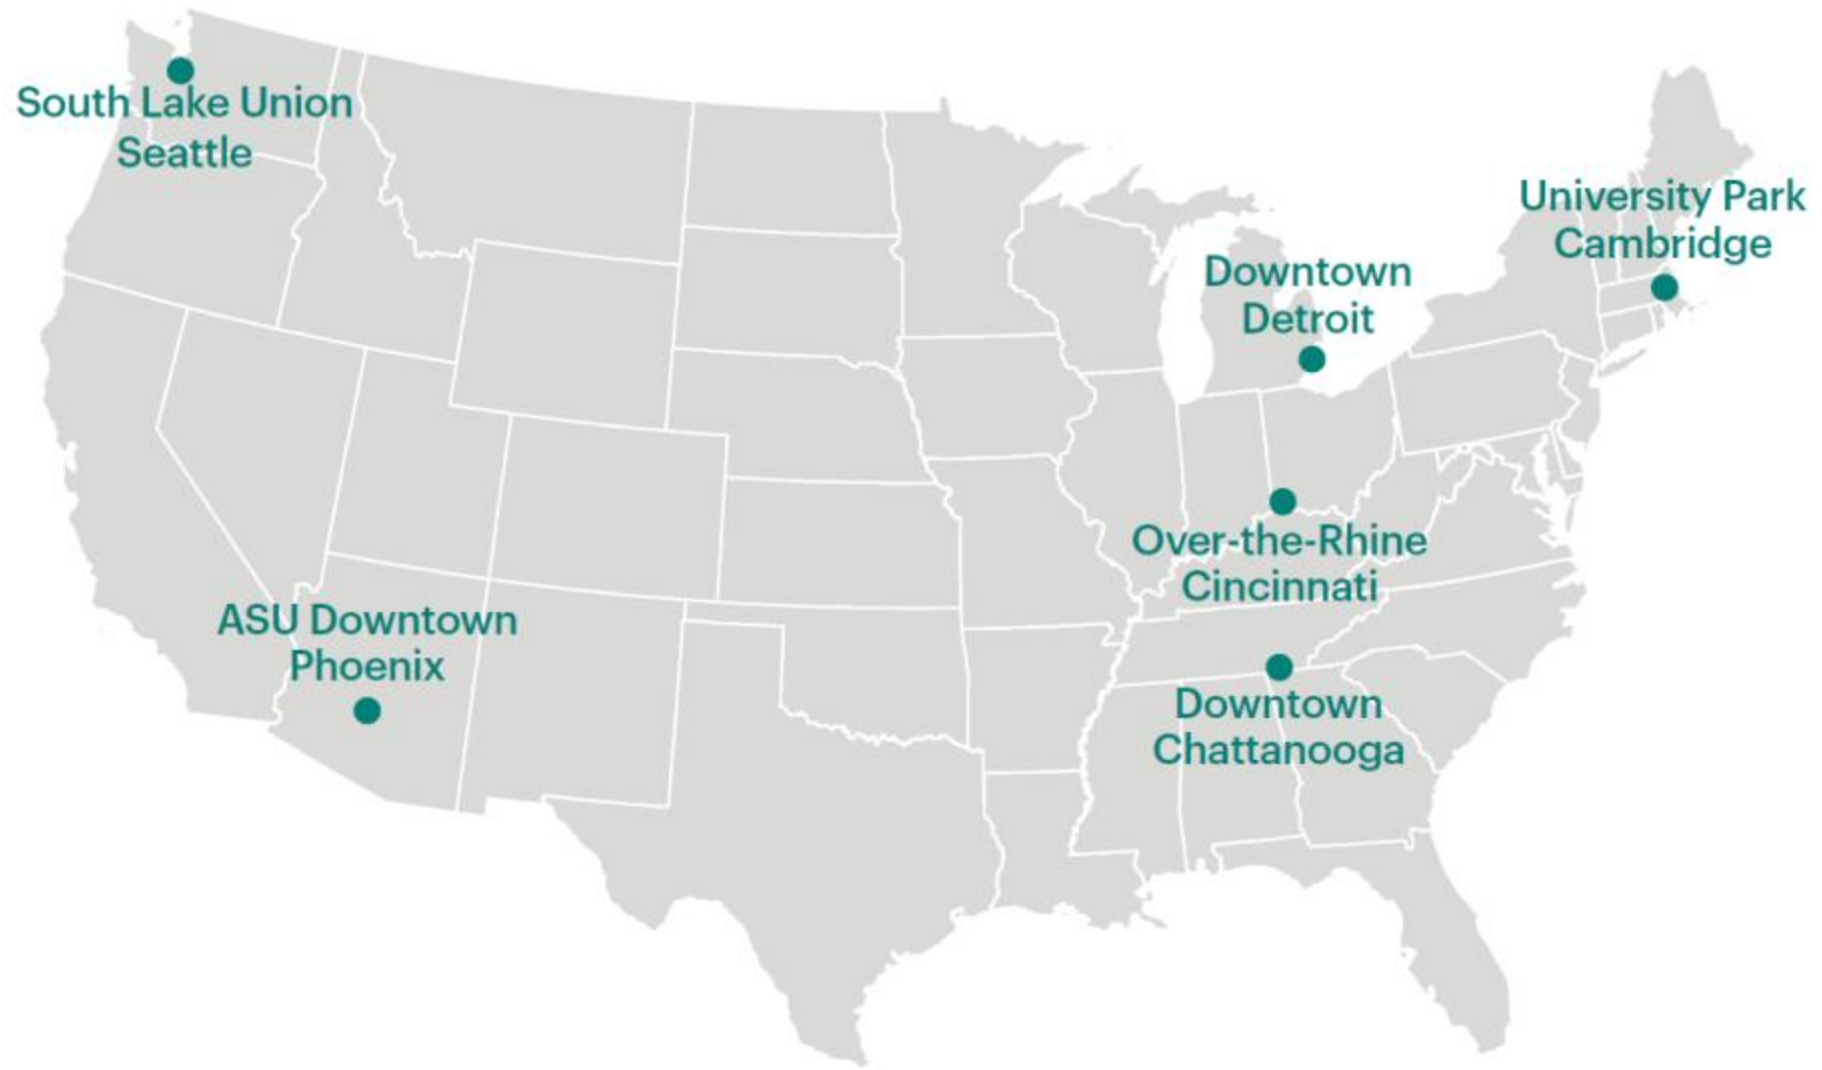 South Lake Union
Seattle
University Park
Cambridge
Downtown
Detroit
Over-the-Rhine
Cincinnati
ASU Downtown
Phoenix
Downtown
Chattanooga